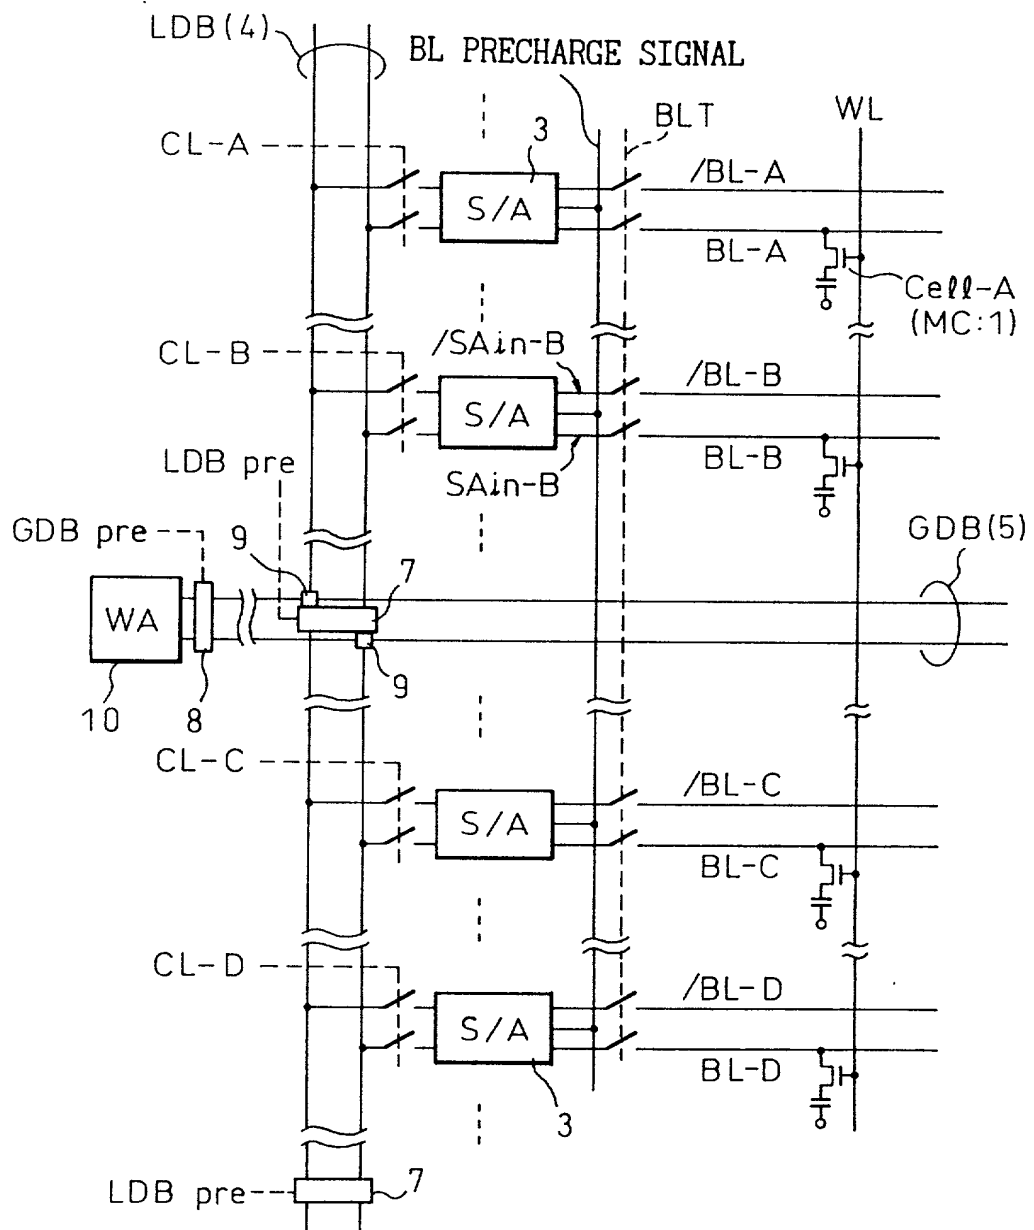 LDB(4)
BL PRECHARGE SIGNAL
BLT
WL
CL-A
3
S/A
/BL-A
BL-A
Cell-A
(MC:1)
CL-B
/SAin-B
S/A
/BL-B
BL-B
SAin-B
LDB pre
GDB pre
9
7
GDB(5)
WA
10
8
9
CL-C
S/A
/BL-C
BL-C
CL-D
S/A
/BL-D
BL-D
3
LDB pre
7